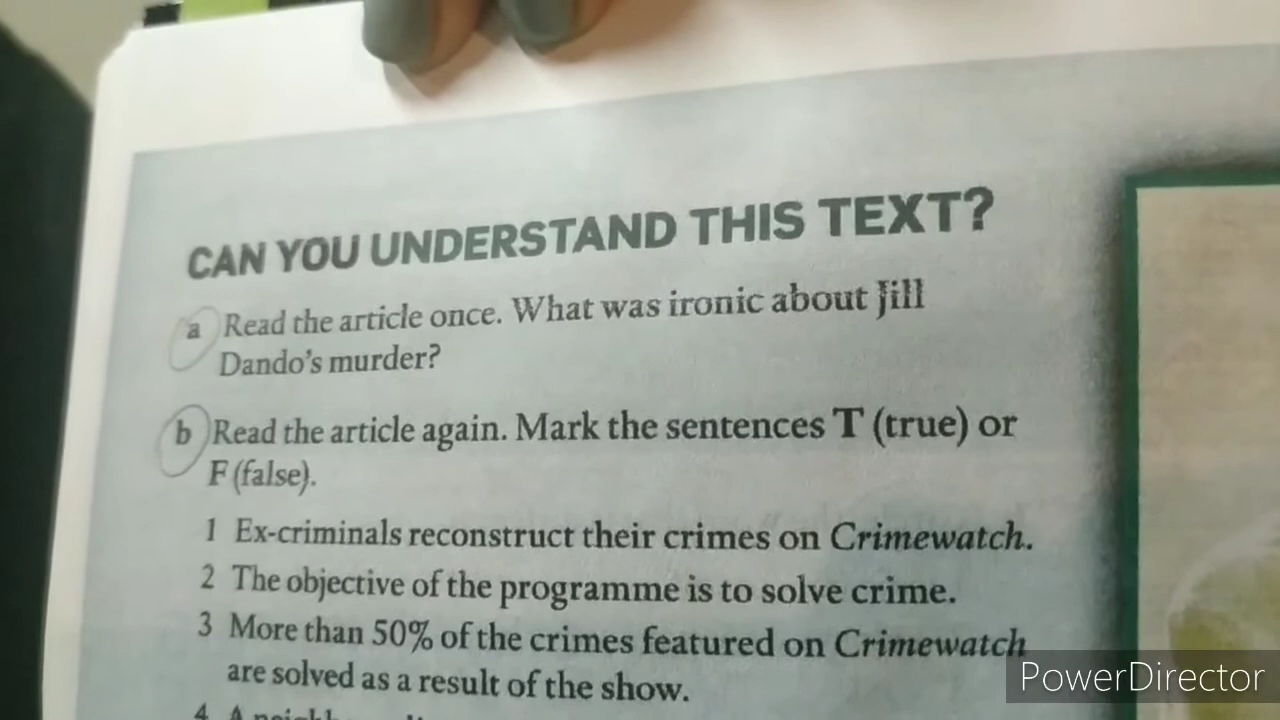 CAN YOU UNDERSTAND THIS TEXT?
a Read the article once. What was ironic about Jill
Dando's murder?
b Read the article again. Mark the sentences T (true) or
F (false).
1 Ex-criminals reconstruct their crimes on Crimewatch.
2 The objective of the programme is to solve crime.
3 More than 50% of the crimes featured on Crimewatch
are solved as a result of the show.
4 A
PowerDirector